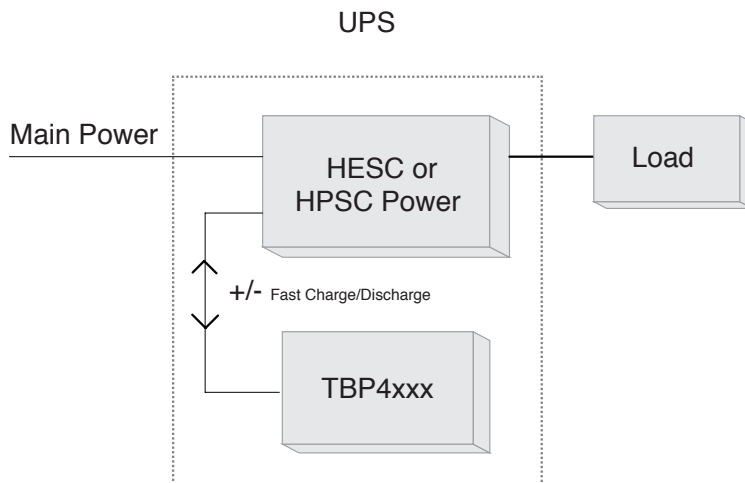 UPS
Main Power
HESC or
HPSC Power
Load
+/- Fast Charge/Discharge
TBP4xxx